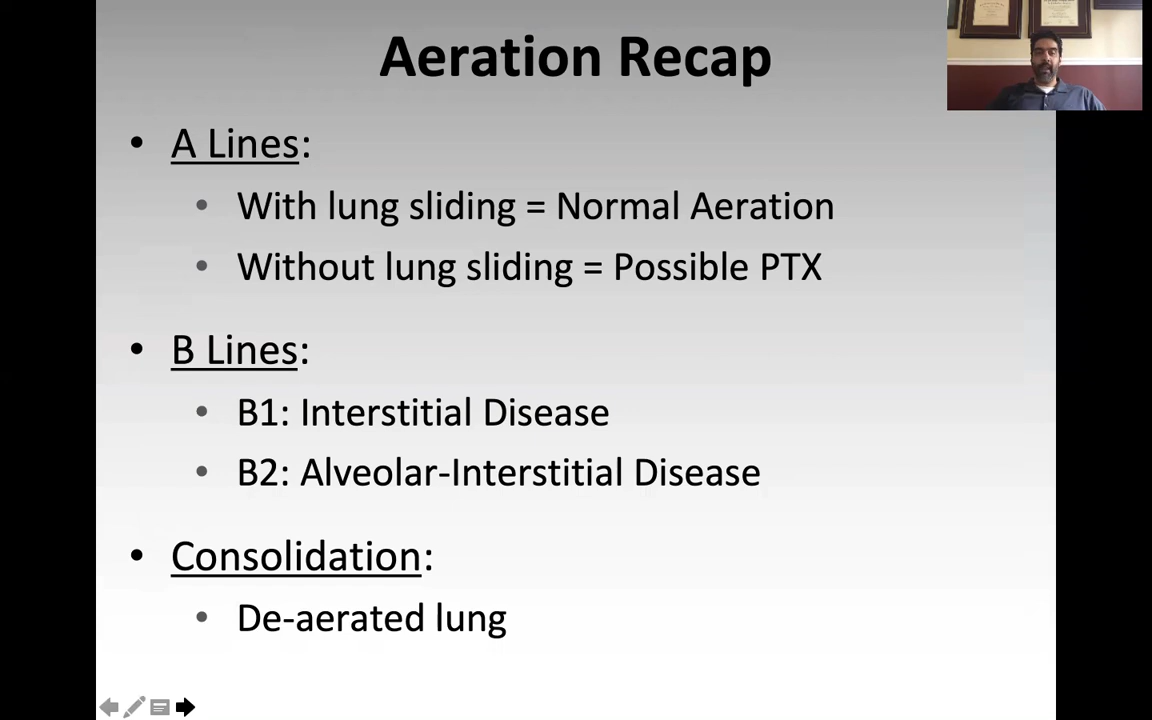 Aeration Recap
• A Lines:
• With lung sliding = Normal Aeration
• Without lung sliding = Possible PTX
• B Lines:
• B1: Interstitial Disease
• B2: Alveolar-Interstitial Disease
• Consolidation:
• De-aerated lung